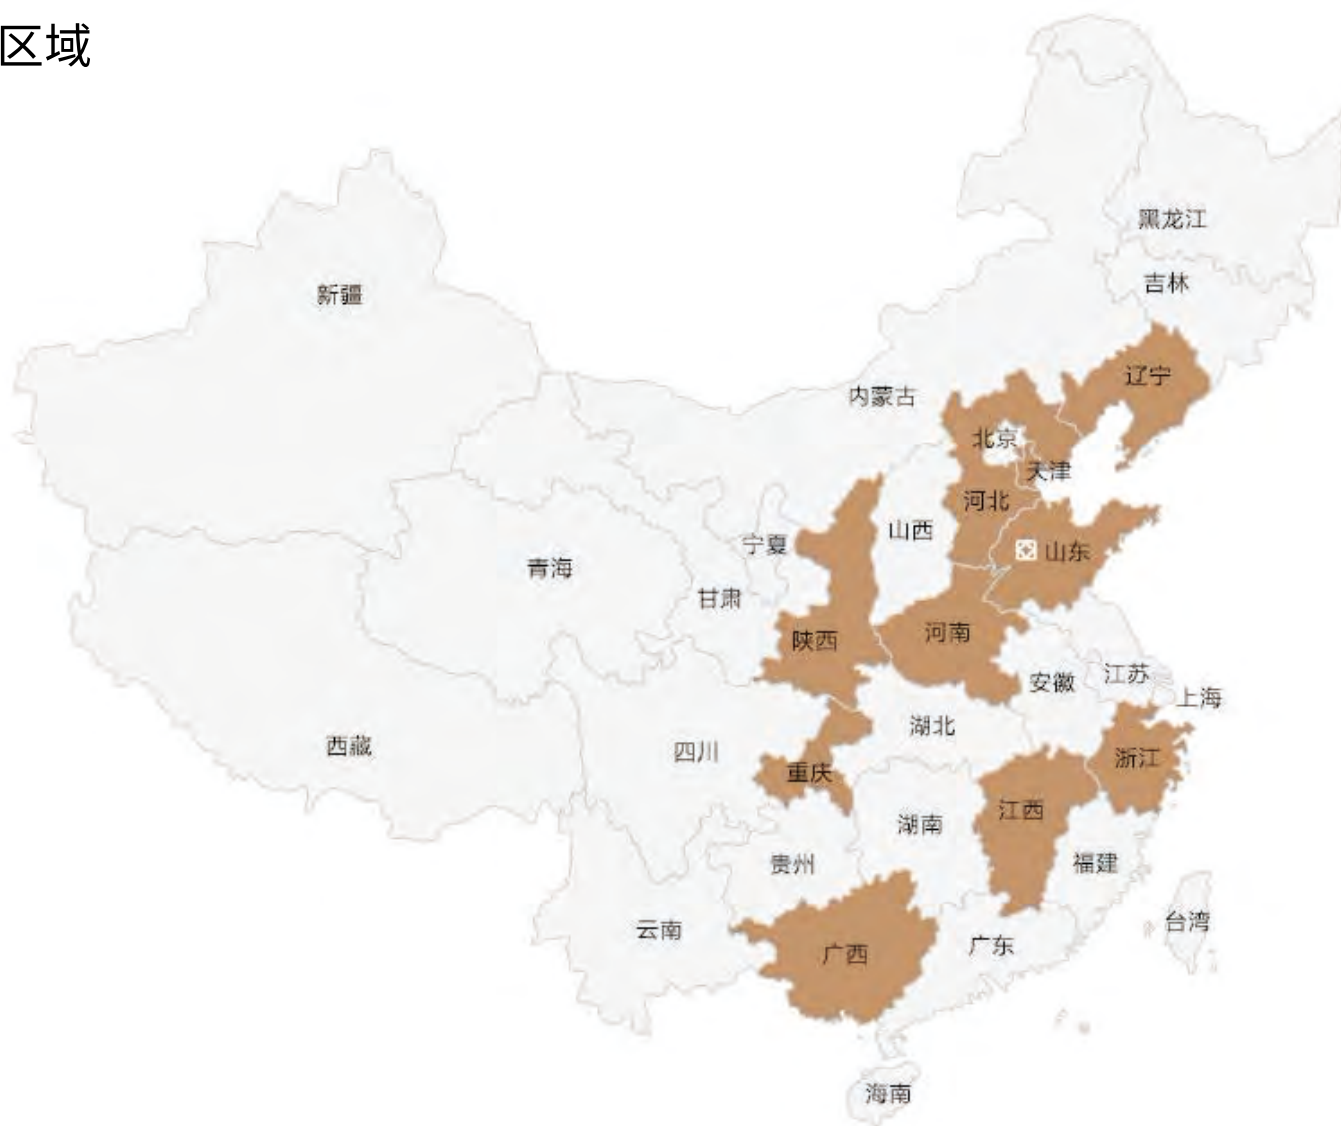 区域
黑龙江
吉林
新疆
辽宁
内蒙古
北京
天津
河北
山西
宁夏
山东
青海
甘肃
河南
陕西
安徽
江苏
上海
湖北
西藏
四川
浙江
重庆
江西
湖南
贵州
福建
台湾
云南
广东
广西
海南